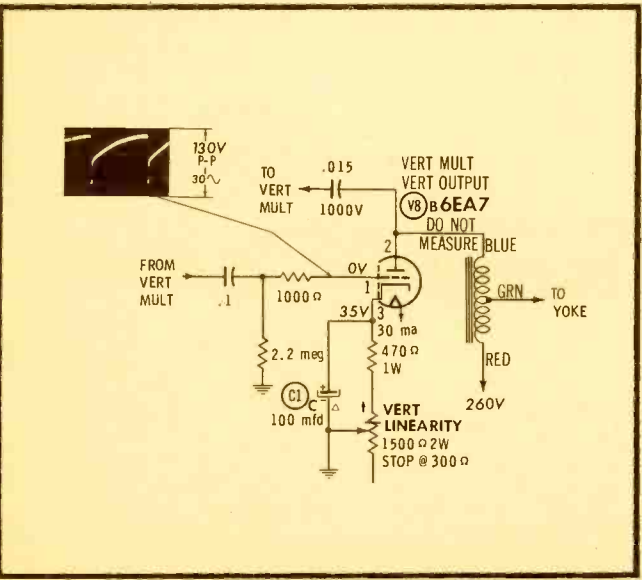 130V
P-P
30∿
TO
VERT
MULT
.015
1000V
VERT MULT
VERT OUTPUT
V8 B 6EA7
DO NOT
MEASURE
BLUE
2
FROM
VERT
MULT
.1
1000Ω
0V
1
35V
3
30 ma
GRN
TO
YOKE
2.2 meg
470Ω
1W
RED
260V
C1 C
100 mfd
+
-
△
VERT
LINEARITY
1500Ω 2W
STOP @ 300Ω